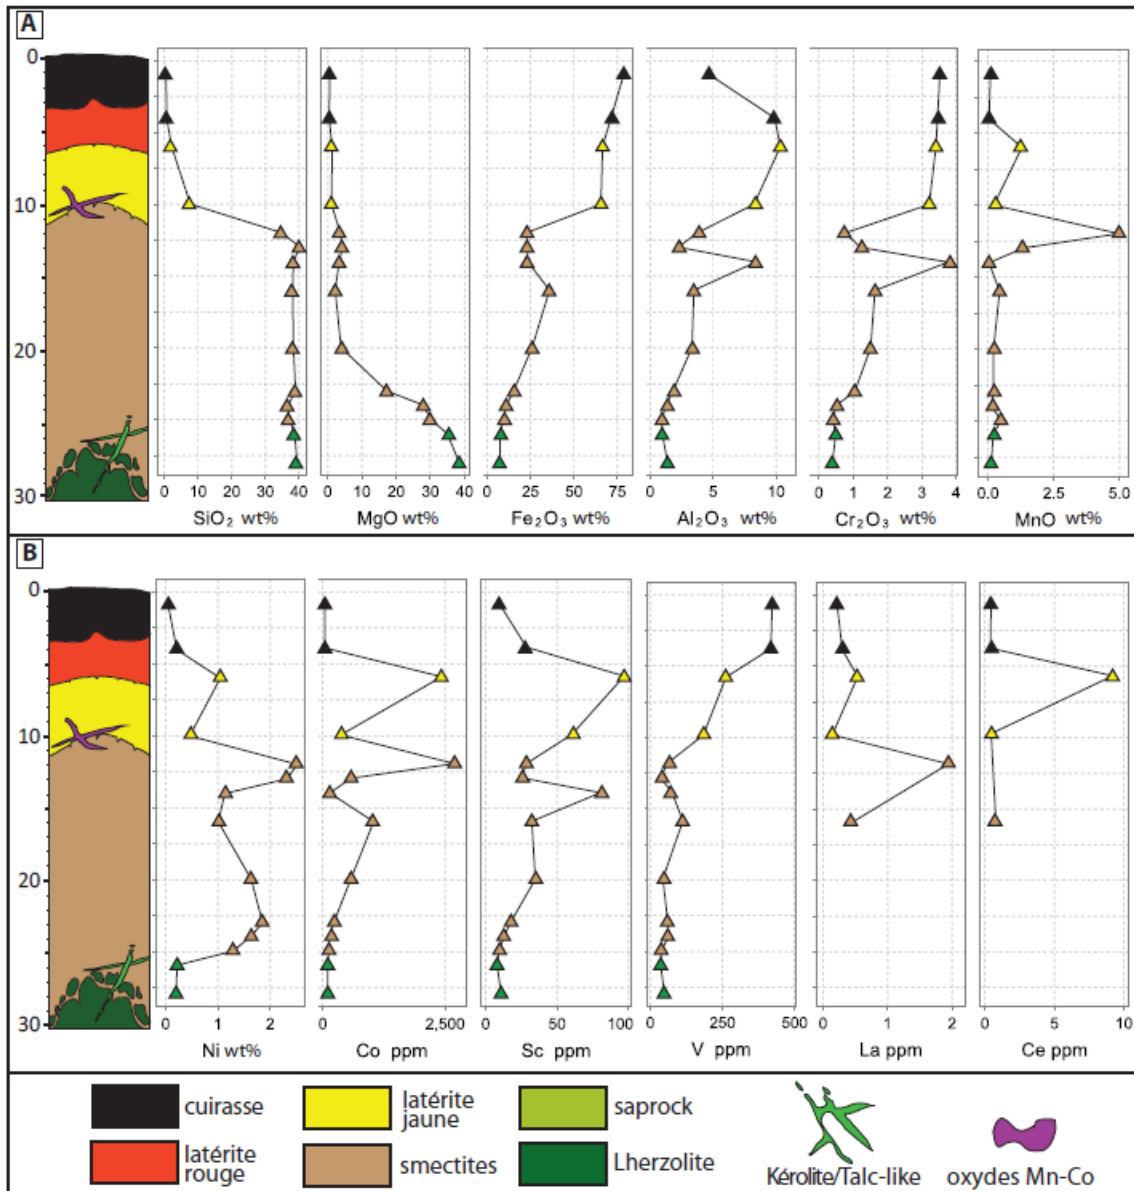 A
0
10
20
30
0 10 20 30 40
0 10 20 30 40
0 25 50 75
0 5 10
0 1 2 3 4
0.0 2.5 5.0
SiO2 wt%
MgO wt%
Fe2O3 wt%
Al2O3 wt%
Cr2O3 wt%
MnO wt%
B
0
10
20
30
0 1 2
0 2,500
0 50 100
0 250 500
0 1 2
0 5 10
Ni wt%
Co ppm
Sc ppm
V ppm
La ppm
Ce ppm
cuirasse
latérite
jaune
saprock
latérite
rouge
smectites
Lherzolite
Kérolite/Talc-like
oxydes Mn-Co